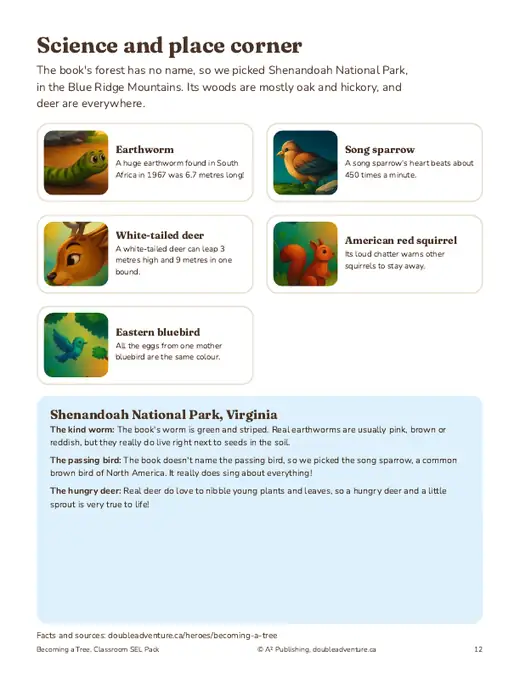 Science and place corner
The book's forest has no name, so we picked Shenandoah National Park,
in the Blue Ridge Mountains. Its woods are mostly oak and hickory, and
deer are everywhere.
Earthworm
A huge earthworm found in South
Africa in 1967 was 6.7 metres long!
Song sparrow
A song sparrow's heart beats about
450 times a minute.
White-tailed deer
A white-tailed deer can leap 3
metres high and 9 metres in one
bound.
American red squirrel
Its loud chatter warns other
squirrels to stay away.
Eastern bluebird
All the eggs from one mother
bluebird are the same colour.
Shenandoah National Park, Virginia
The kind worm: The book's worm is green and striped. Real earthworms are usually pink, brown or
reddish, but they really do live right next to seeds in the soil.
The passing bird: The book doesn't name the passing bird, so we picked the song sparrow, a common
brown bird of North America. It really does sing about everything!
The hungry deer: Real deer do love to nibble young plants and leaves, so a hungry deer and a little
sprout is very true to life!
Facts and sources: doubleadventure.ca/heroes/becoming-a-tree
Becoming a Tree, Classroom SEL Pack
© A² Publishing, doubleadventure.ca
12